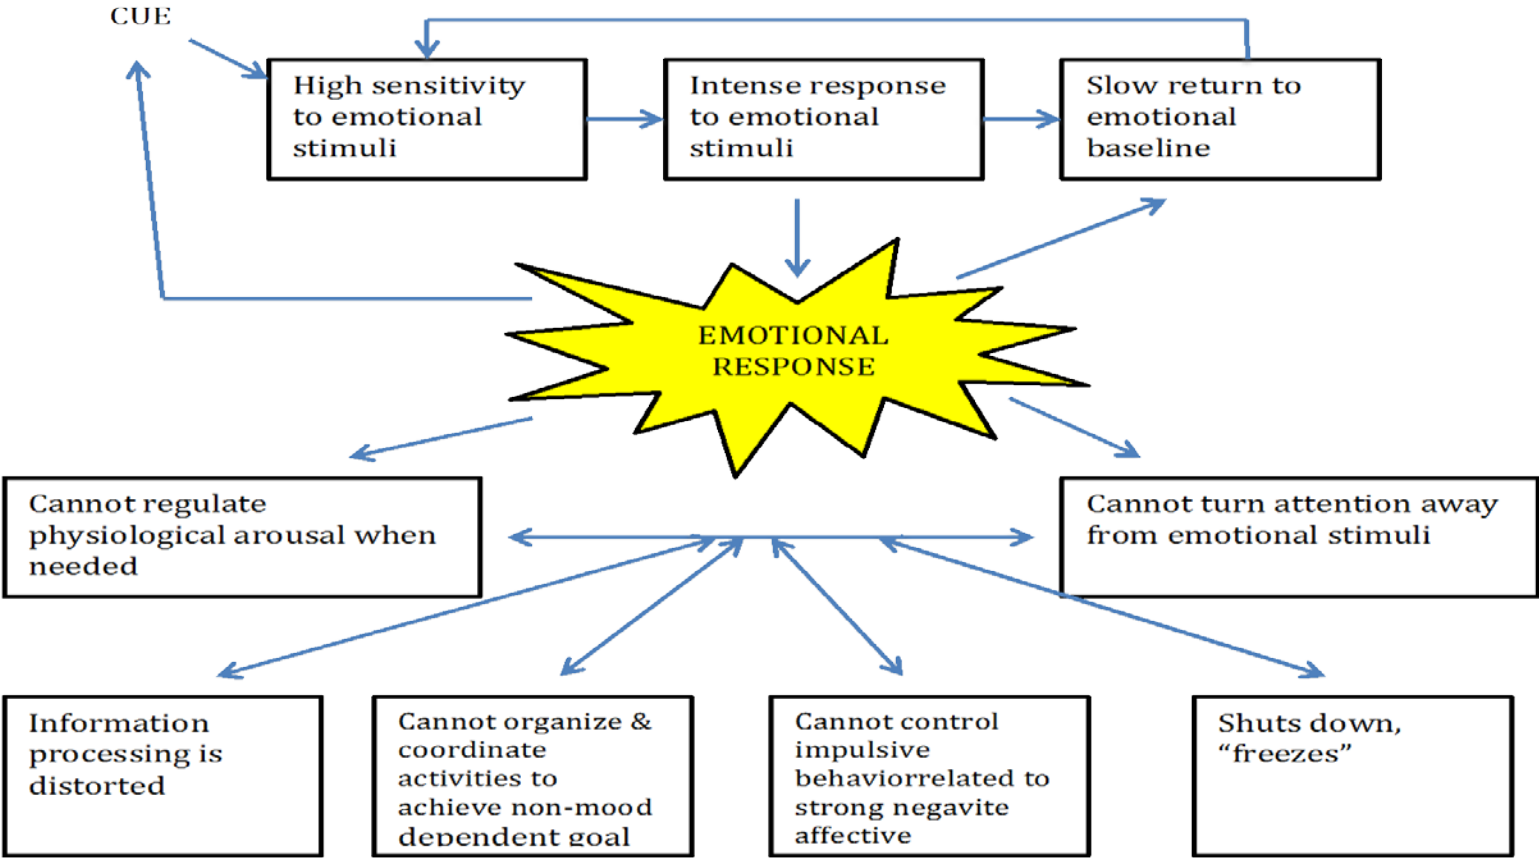 CUE
High sensitivity
to emotional
stimuli
Intense response
to emotional
stimuli
Slow return to
emotional
baseline
EMOTIONAL
RESPONSE
Cannot regulate
physiological arousal when
needed
Cannot turn attention away
from emotional stimuli
Information
processing is
distorted
Cannot organize &
coordinate
activities to
achieve non-mood
dependent goal
Cannot control
impulsive
behaviorrelated to
strong negavite
affective
Shuts down,
“freezes”